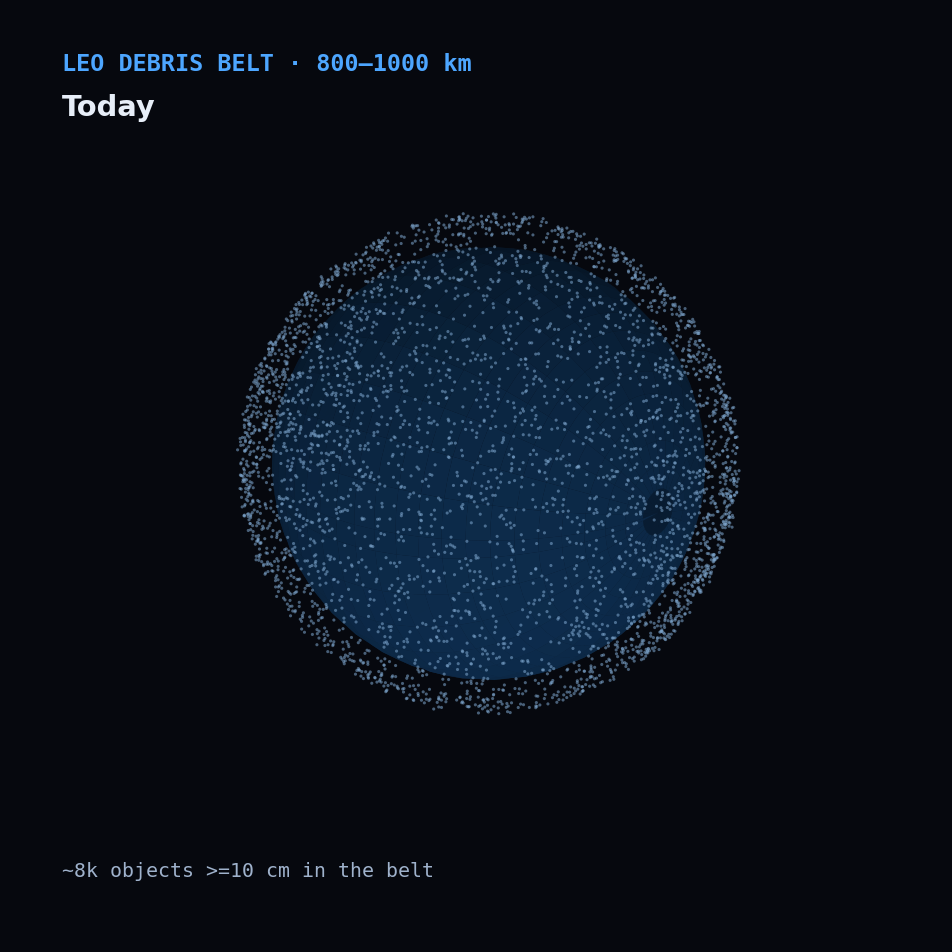 LEO DEBRIS BELT · 800–1000 km
Today
~8k objects >=10 cm in the belt